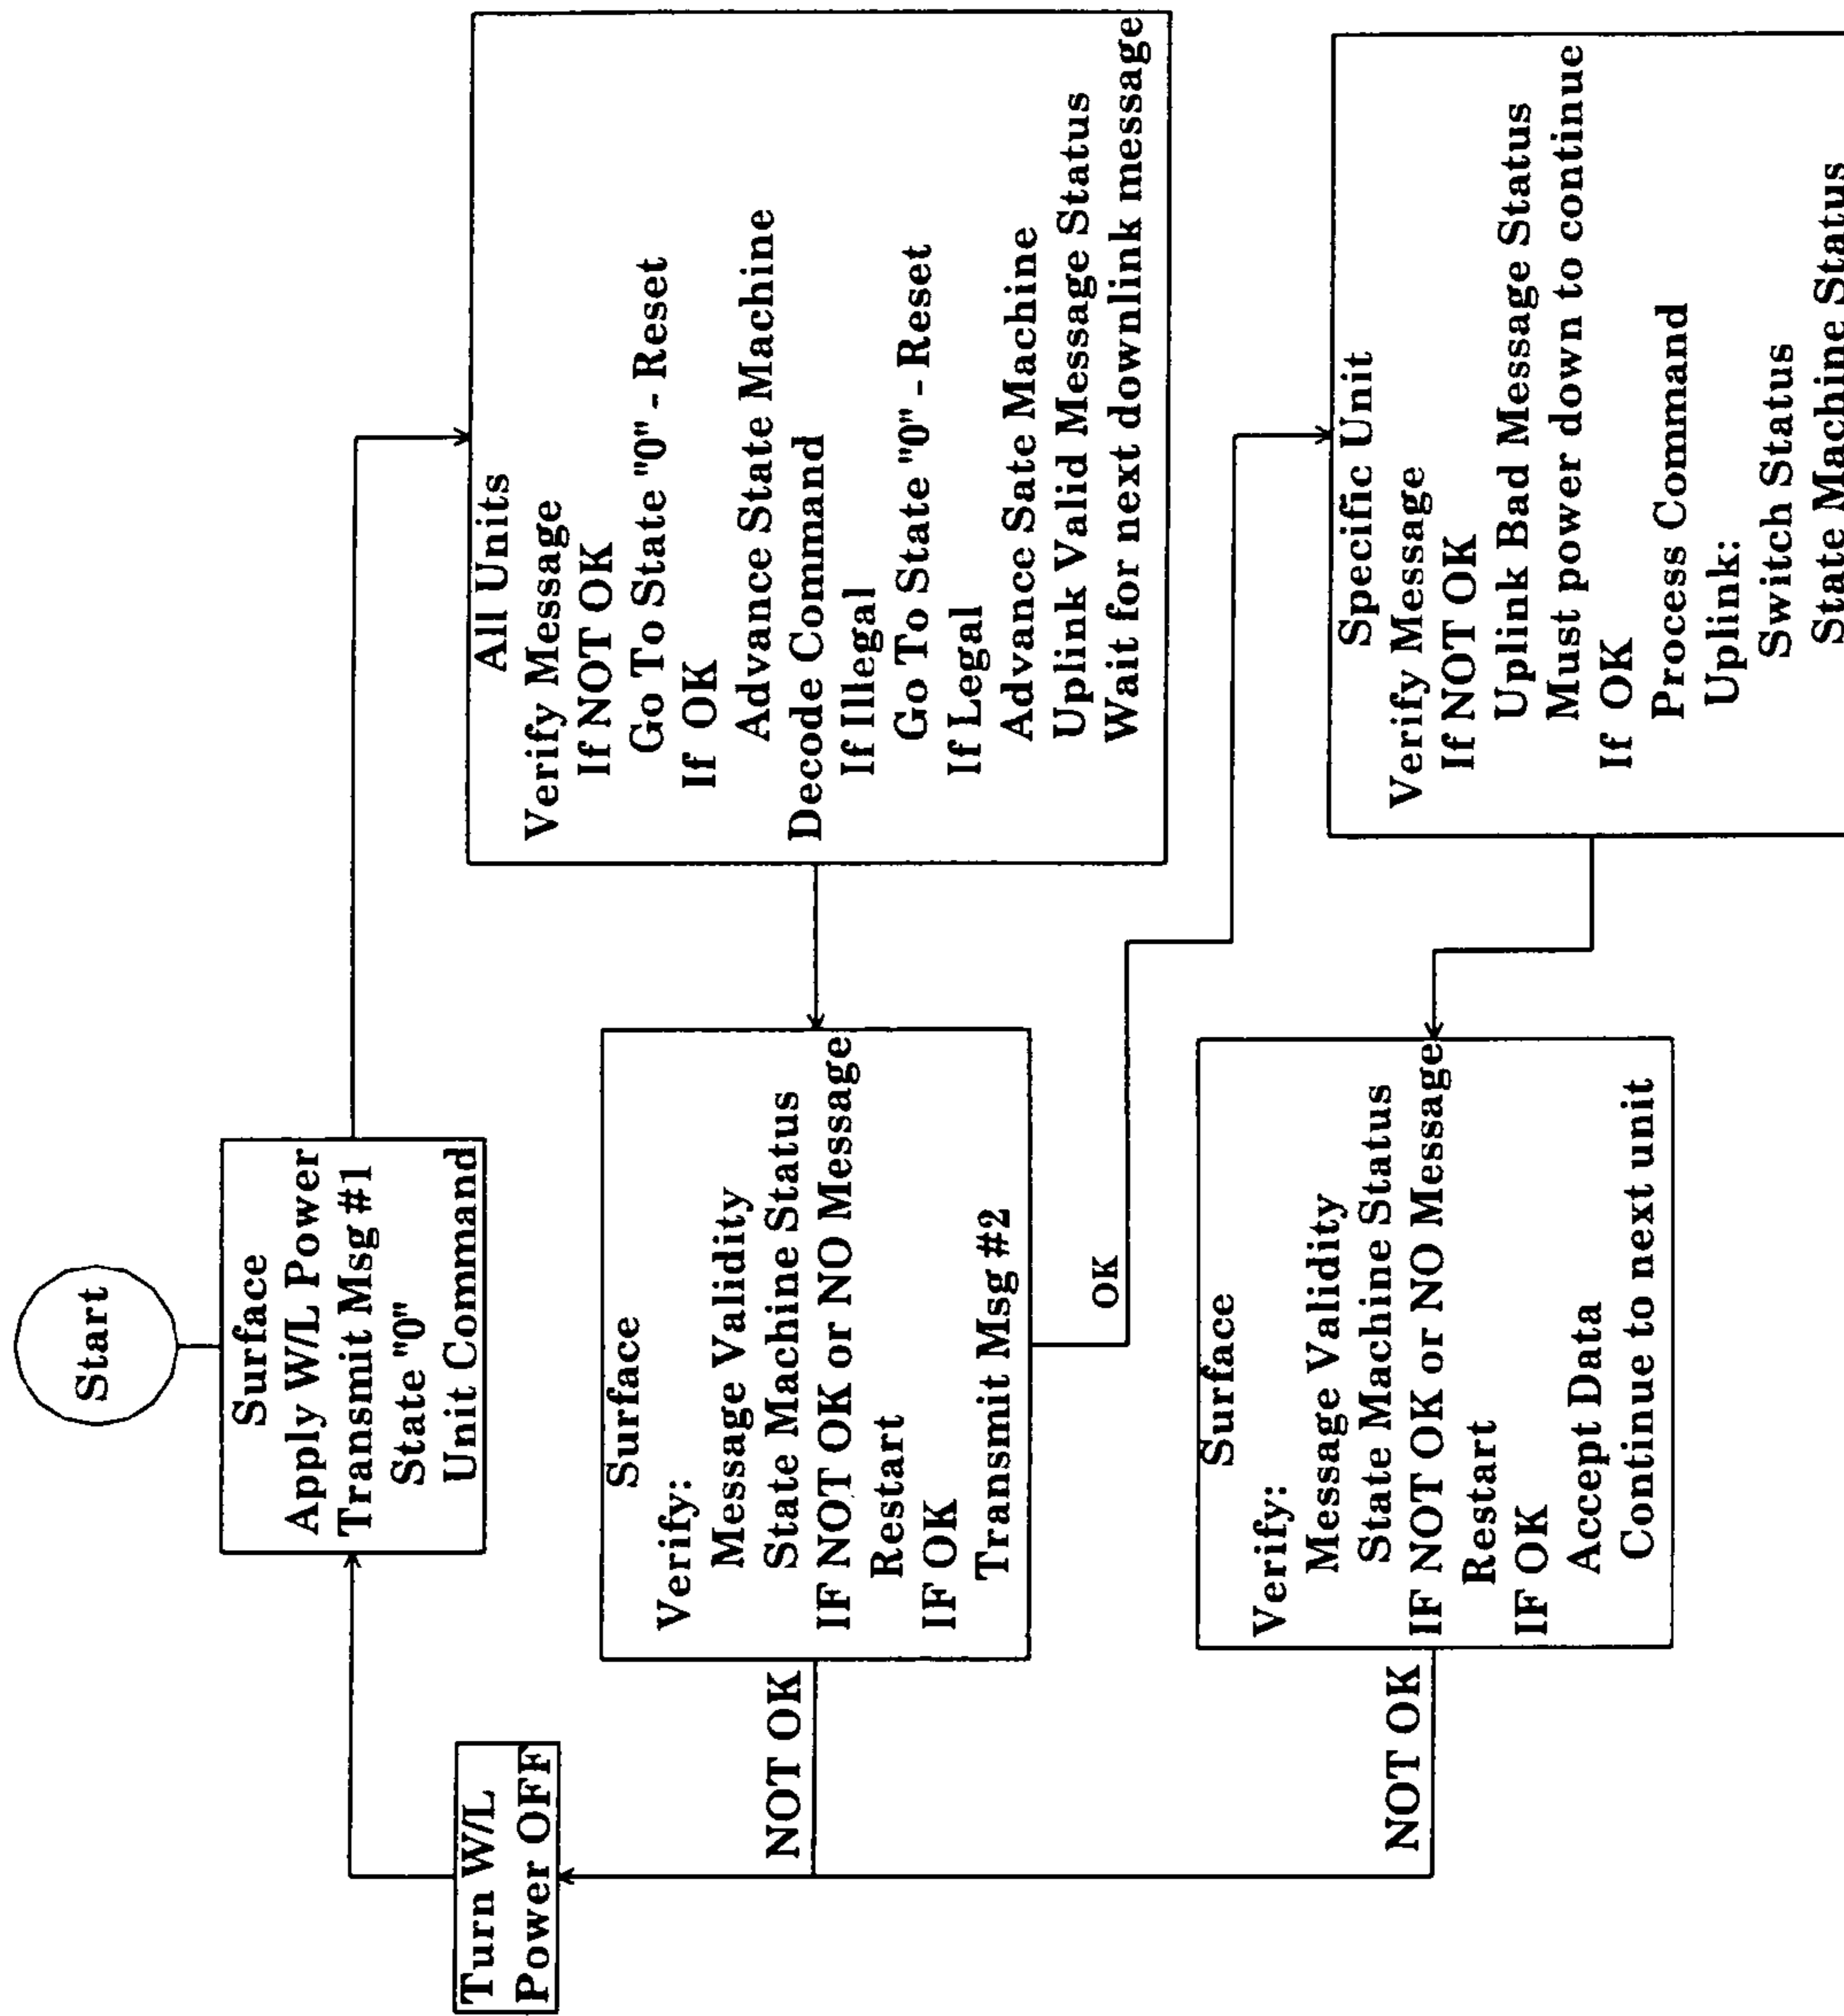 Start
Surface
Apply W/L Power
Transmit Msg #1
State "0"
Unit Command
Turn W/L
Power OFF
All Units
Verify Message
If NOT OK
Go To State "0" - Reset
If OK
Advance State Machine
Decode Command
If Illegal
Go To State "0" - Reset
If Legal
Advance Sate Machine
Uplink Valid Message Status
Wait for next downlink message
Surface
Verify:
Message Validity
State Machine Status
IF NOT OK or NO Message
Restart
IF OK
Transmit Msg #2
NOT OK
OK
Specific Unit
Verify Message
If NOT OK
Uplink Bad Message Status
Must power down to continue
If OK
Process Command
Uplink:
Switch Status
State Machine Status
Surface
Verify:
Message Validity
State Machine Status
IF NOT OK or NO Message
Restart
IF OK
Accept Data
Continue to next unit
NOT OK